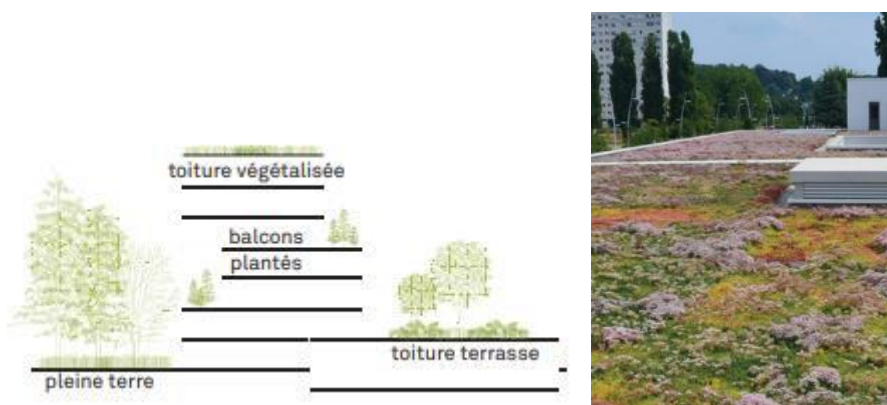 toiture végétalisée
balcons
plantés
toiture terrasse
pleine terre